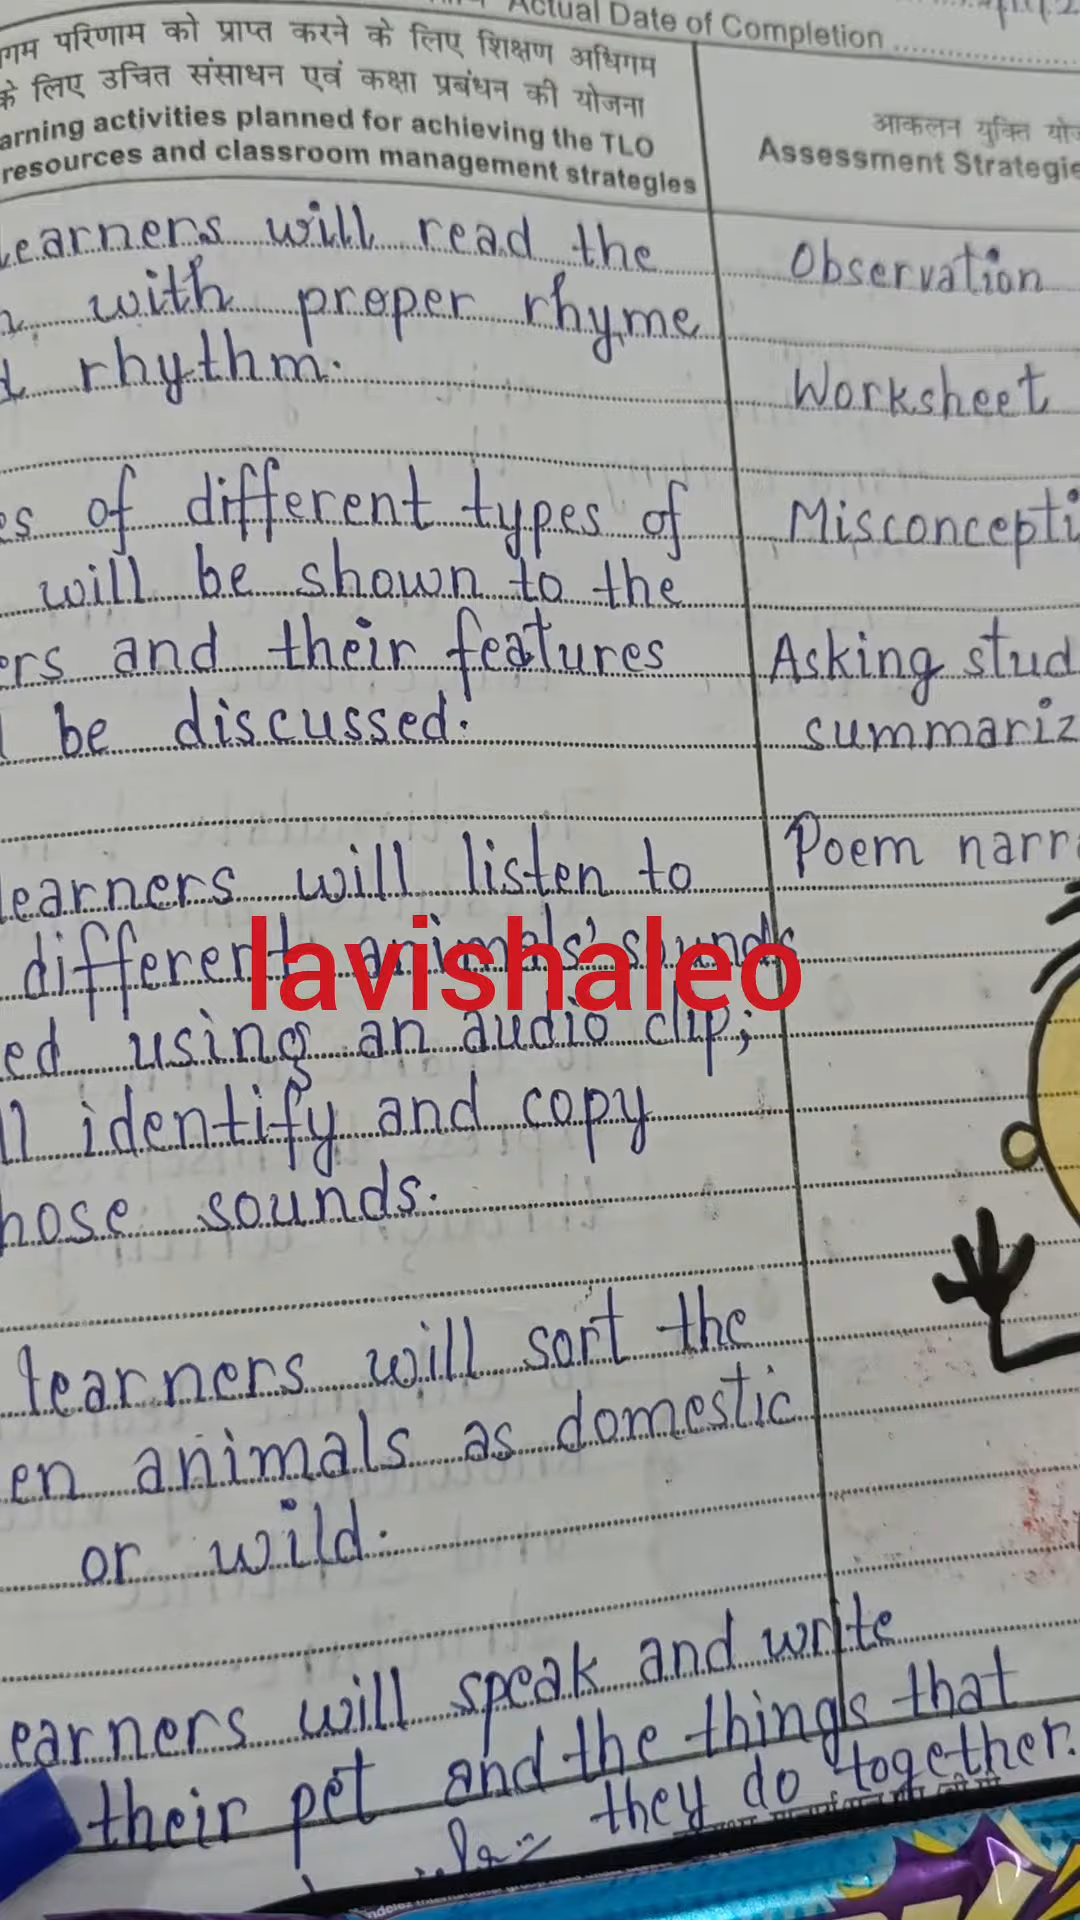 Actual Date of Completion
परिणाम को प्राप्त करने के लिए शिक्षण अधिगम
के लिए उचित संसाधन एवं कक्षा प्रबंधन की योजना
arning activities planned for achieving the TLO
resources and classroom management strategies
आकलन युक्ति
Assessment Strategie
earners will read the
with proper rhyme
rhythm.
es of different types of
will be shown to the
ers and their features
be discussed.
earners will listen to
different animals' sounds
ed using an audio clip;
ll identify and copy
hose sounds.
learners will sort the
en animals as domestic
or wild.
earners will speak and write
their pet and the things that
they do together.
Observation
Worksheet
Misconcepti
Asking stud
summariz
Poem narr
lavishaleo